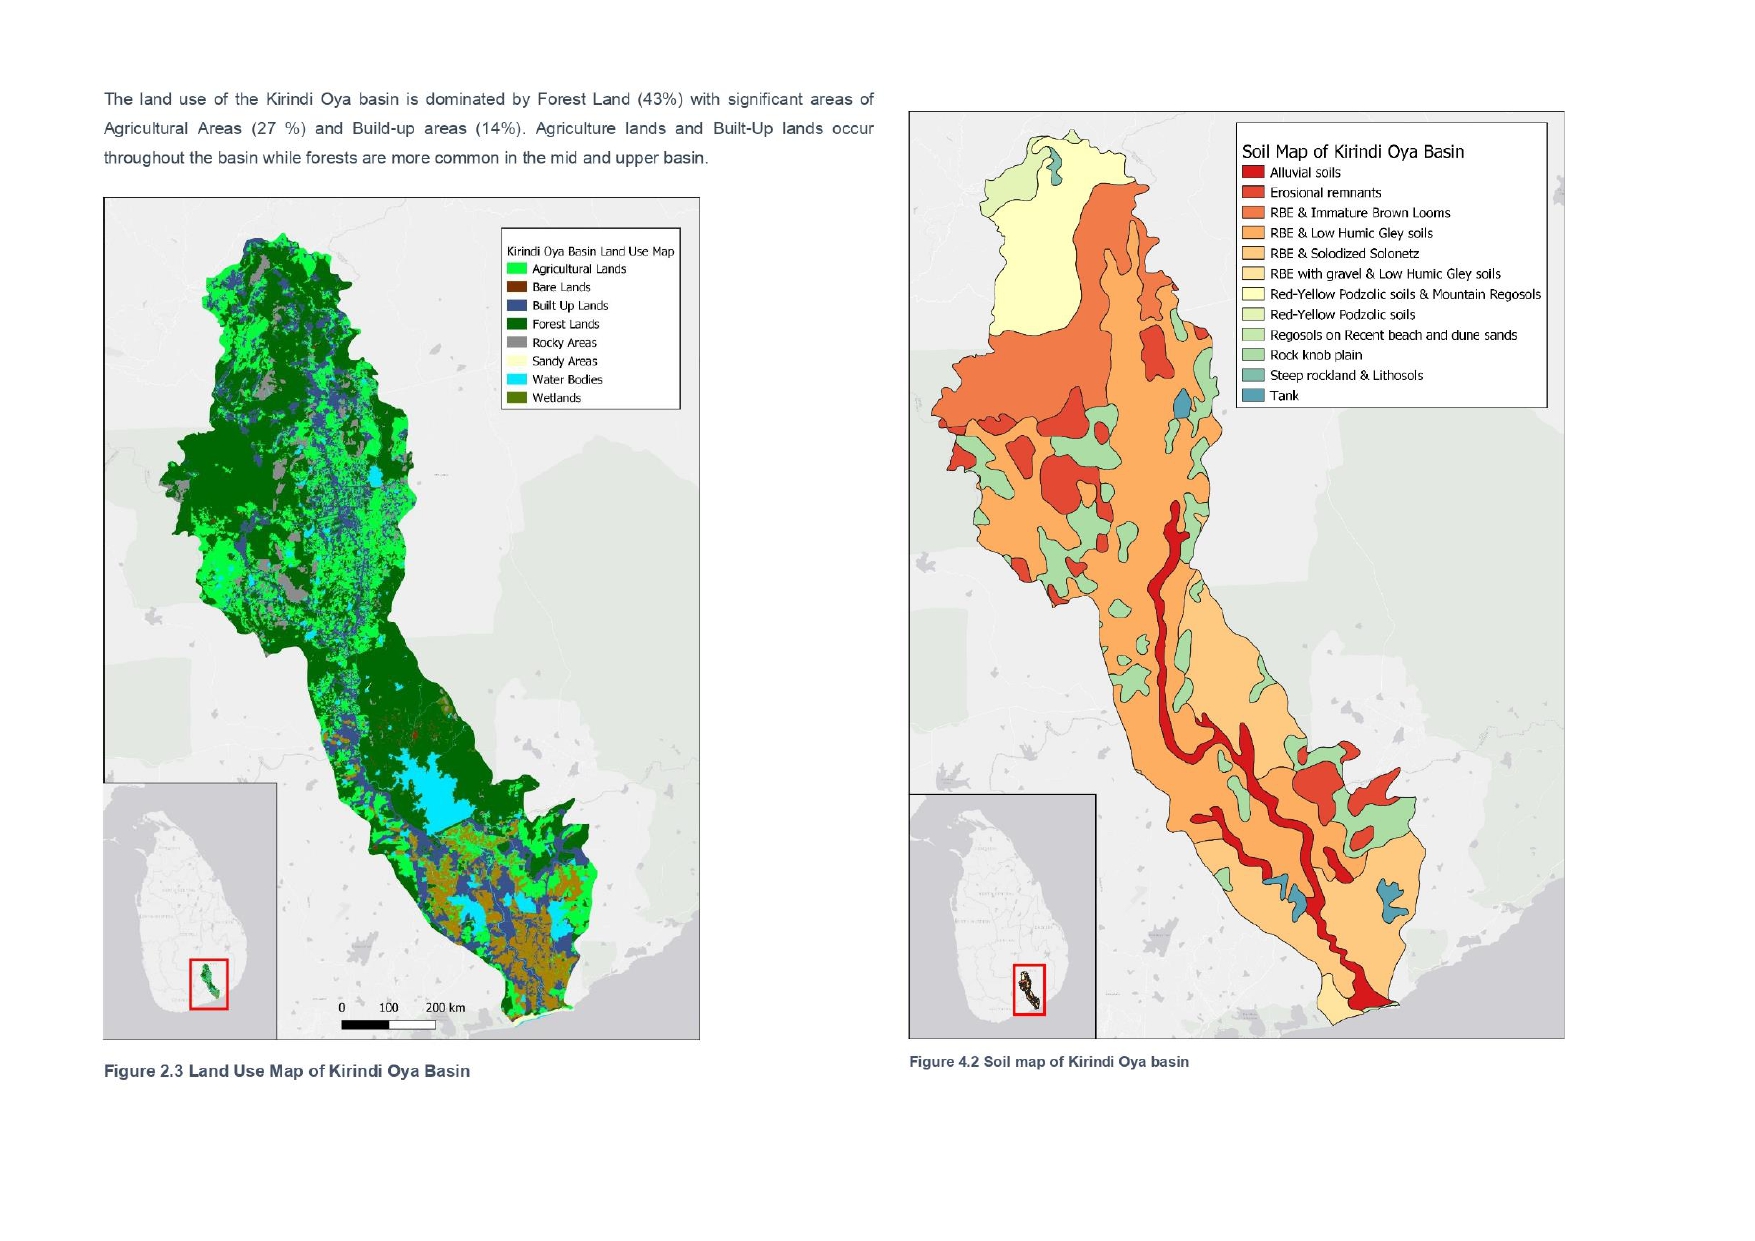 The land use of the Kirindi Oya basin is dominated by Forest Land (43%) with significant areas of
Agricultural Areas (27 %) and Build-up areas (14%). Agriculture lands and Built-Up lands occur
throughout the basin while forests are more common in the mid and upper basin.
Kirindi Oya Basin Land Use Map
Agricultural Lands
Bare Lands
Built Up Lands
Forest Lands
Rocky Areas
Sandy Areas
Water Bodies
Wetlands
0 100 200 km
Figure 2.3 Land Use Map of Kirindi Oya Basin
Soil Map of Kirindi Oya Basin
Alluvial soils
Erosional remnants
RBE & Immature Brown Looms
RBE & Low Humic Gley soils
RBE & Solodized Solonetz
RBE with gravel & Low Humic Gley soils
Red-Yellow Podzolic soils & Mountain Regosols
Red-Yellow Podzolic soils
Regosols on Recent beach and dune sands
Rock knob plain
Steep rockland & Lithosols
Tank
Figure 4.2 Soil map of Kirindi Oya basin